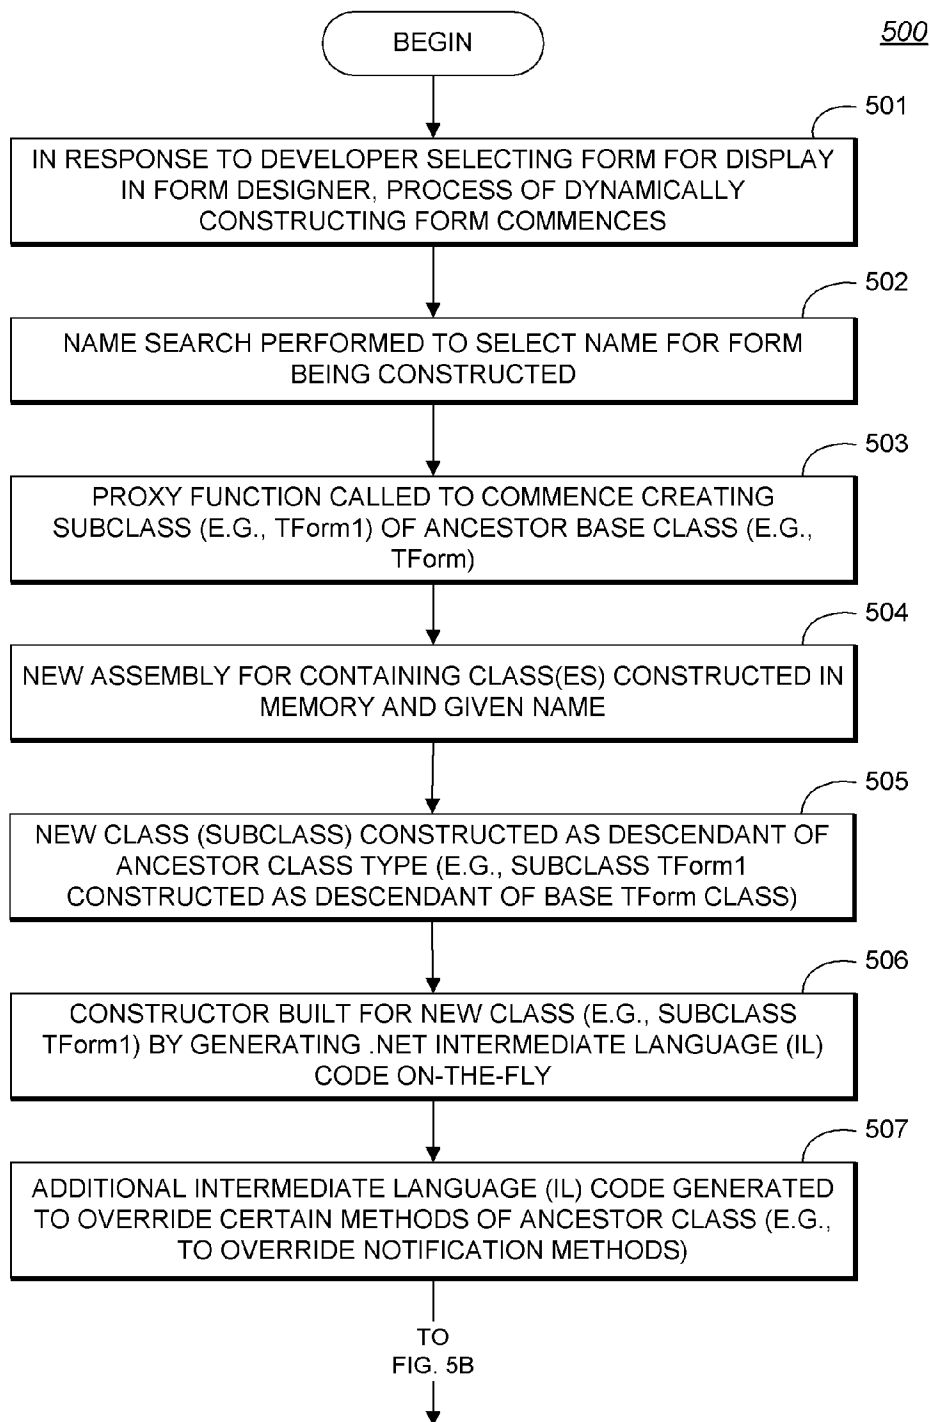 BEGIN
500
501
IN RESPONSE TO DEVELOPER SELECTING FORM FOR DISPLAY
IN FORM DESIGNER, PROCESS OF DYNAMICALLY
CONSTRUCTING FORM COMMENCES
502
NAME SEARCH PERFORMED TO SELECT NAME FOR FORM
BEING CONSTRUCTED
503
PROXY FUNCTION CALLED TO COMMENCE CREATING
SUBCLASS (E.G., TForm1) OF ANCESTOR BASE CLASS (E.G.,
TForm)
504
NEW ASSEMBLY FOR CONTAINING CLASS(ES) CONSTRUCTED IN
MEMORY AND GIVEN NAME
505
NEW CLASS (SUBCLASS) CONSTRUCTED AS DESCENDANT OF
ANCESTOR CLASS TYPE (E.G., SUBCLASS TForm1
CONSTRUCTED AS DESCENDANT OF BASE TForm CLASS)
506
CONSTRUCTOR BUILT FOR NEW CLASS (E.G., SUBCLASS
TForm1) BY GENERATING .NET INTERMEDIATE LANGUAGE (IL)
CODE ON-THE-FLY
507
ADDITIONAL INTERMEDIATE LANGUAGE (IL) CODE GENERATED
TO OVERRIDE CERTAIN METHODS OF ANCESTOR CLASS (E.G.,
TO OVERRIDE NOTIFICATION METHODS)
TO
FIG. 5B